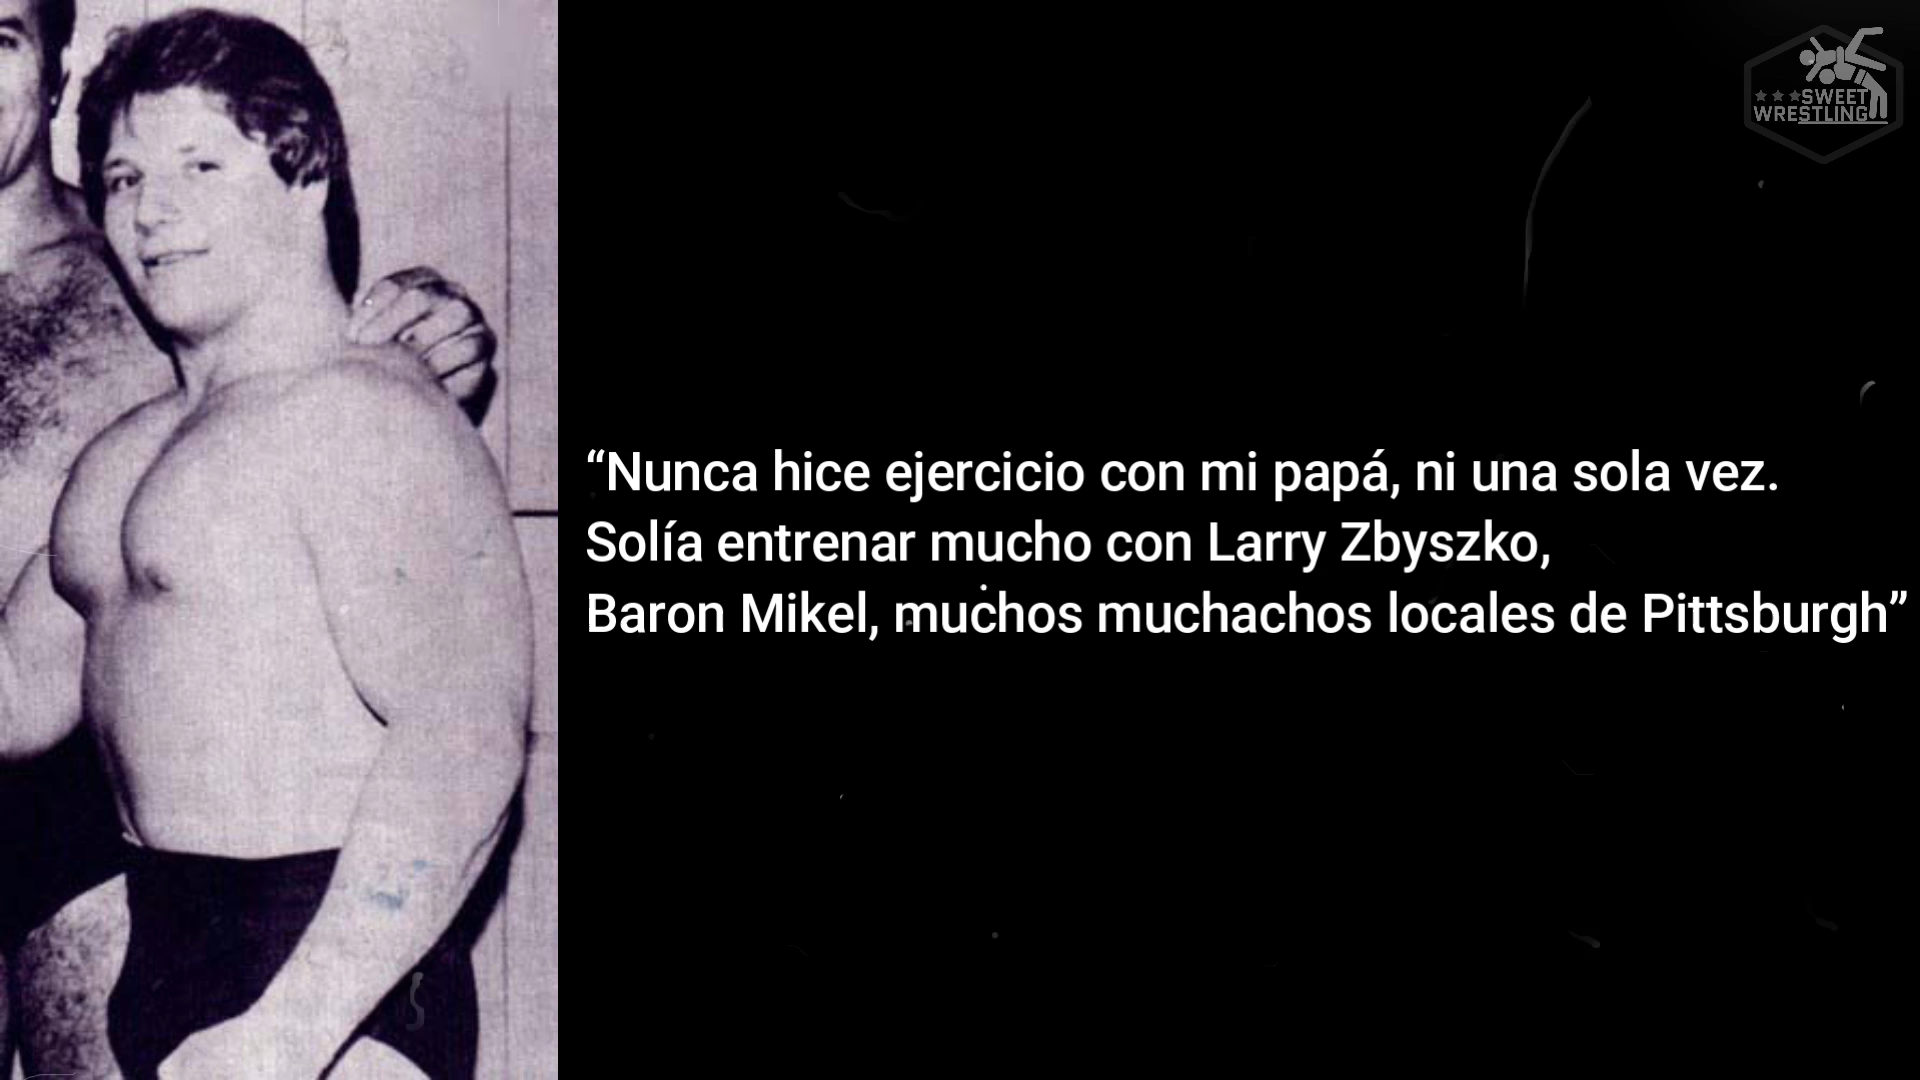 SWEET
WRESTLING
“Nunca hice ejercicio con mi papá, ni una sola vez.
Solía entrenar mucho con Larry Zbyszko,
Baron Mikel, muchos muchachos locales de Pittsburgh”